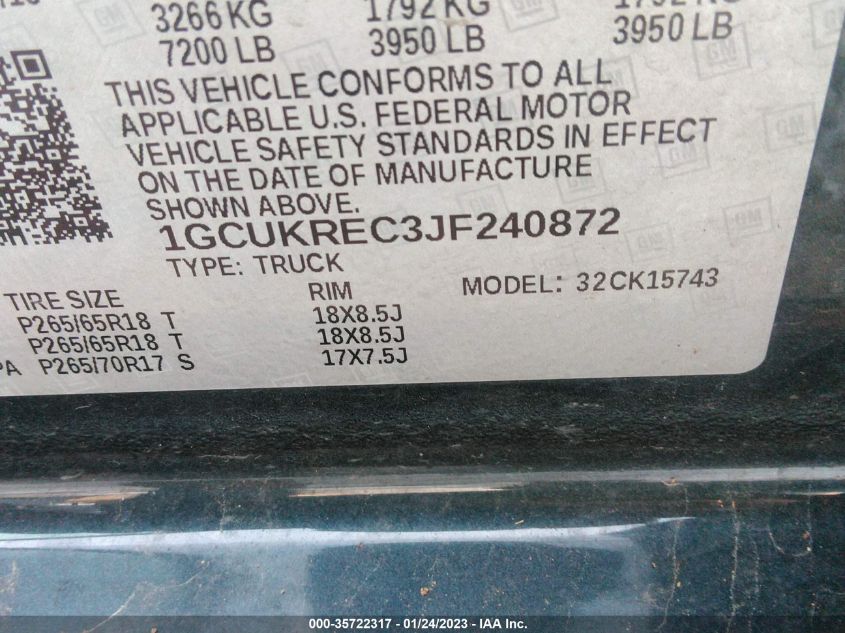 3266 KG 1792 KG
7200 LB 3950 LB 3950 LB
THIS VEHICLE CONFORMS TO ALL
APPLICABLE U.S. FEDERAL MOTOR
VEHICLE SAFETY STANDARDS IN EFFECT
ON THE DATE OF MANUFACTURE
SHOWN ABOVE.
1GCUKREC3JF240872
TYPE: TRUCK MODEL: 32CK15743
TIRE SIZE RIM
P265/65R18 T 18X8.5J
P265/65R18 T 18X8.5J
P265/70R17 S 17X7.5J
000-35722317 - 01/24/2023 - IAA Inc.